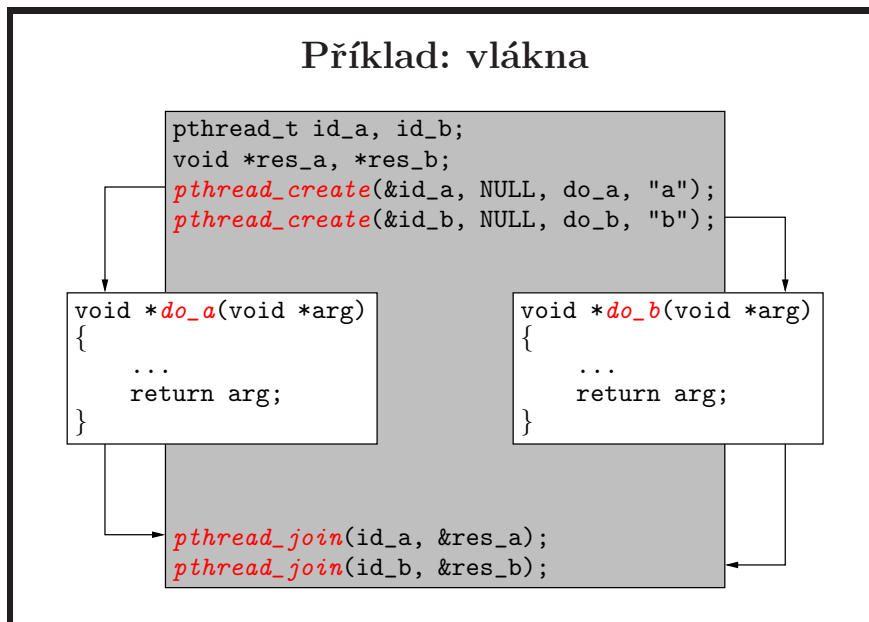 Příklad: vlákna
pthread_t id_a, id_b;
void *res_a, *res_b;
pthread_create(&id_a, NULL, do_a, "a");
pthread_create(&id_b, NULL, do_b, "b");
void *do_a(void *arg)
{
...
return arg;
}
void *do_b(void *arg)
{
...
return arg;
}
pthread_join(id_a, &res_a);
pthread_join(id_b, &res_b);